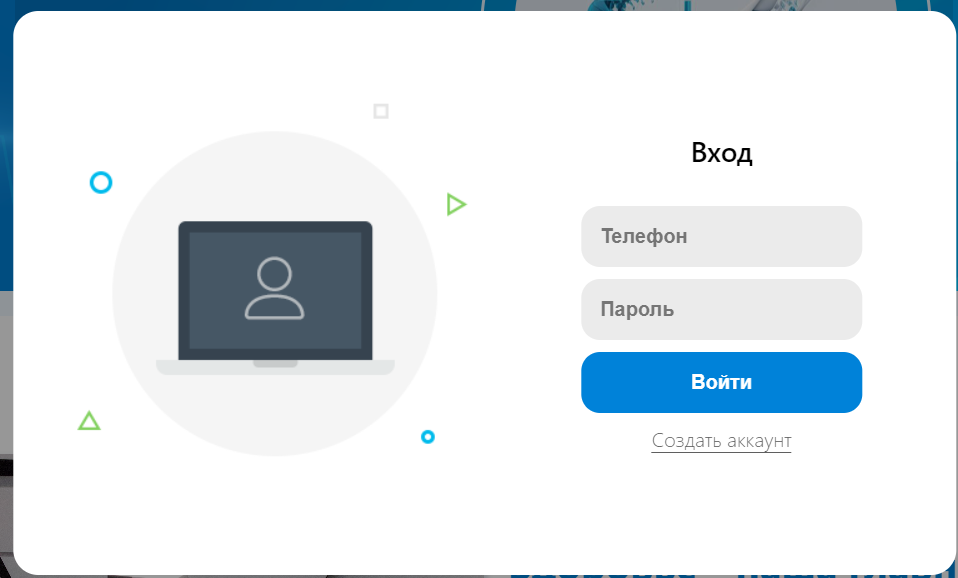 Вход
Телефон
Пароль
Войти
Создать аккаунт